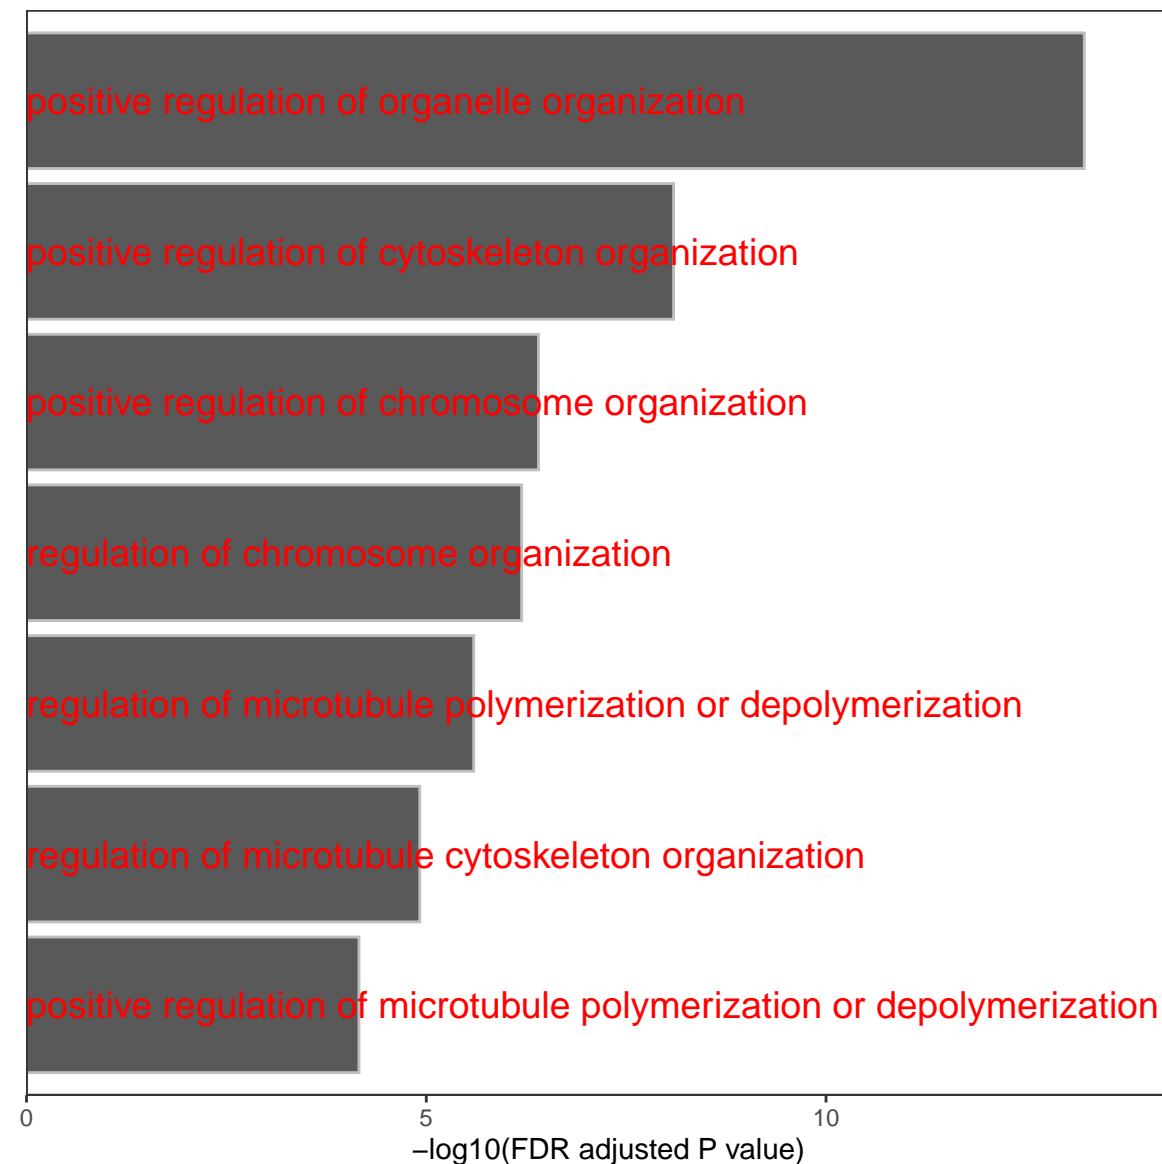 positive regulation of organelle organization
positive regulation of cytoskeleton organization
positive regulation of chromosome organization
regulation of chromosome organization
regulation of microtubule polymerization or depolymerization
regulation of microtubule cytoskeleton organization
positive regulation of microtubule polymerization or depolymerization
0 5 10
−log10(FDR adjusted P value)